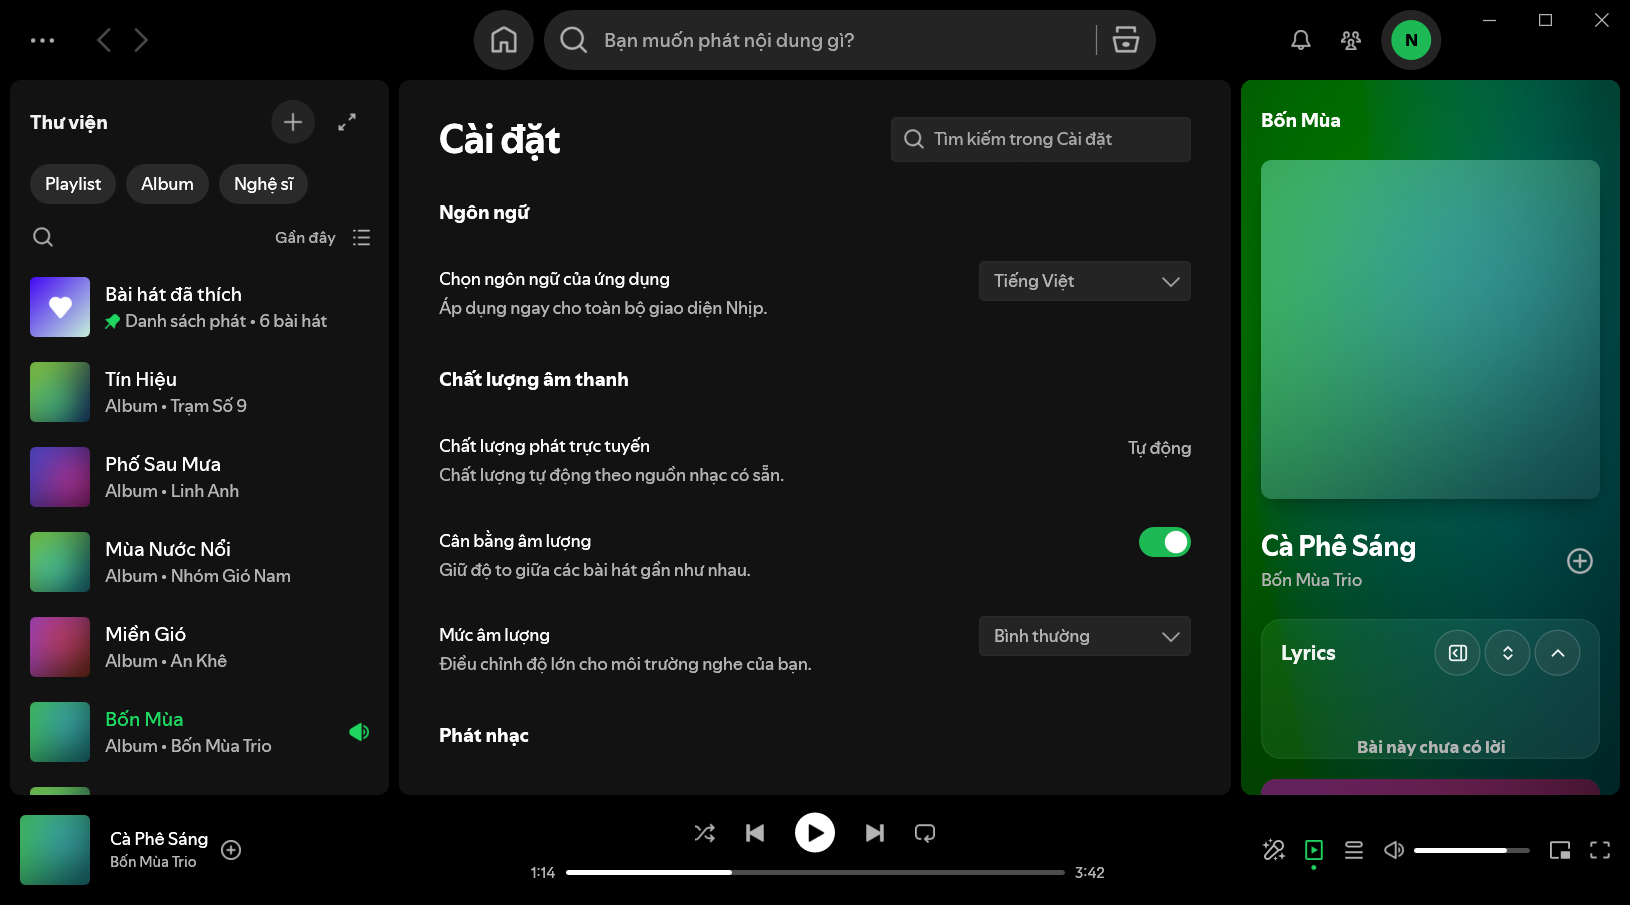 Bạn muốn phát nội dung gì?
N
Thư viện
Playlist
Album
Nghệ sĩ
Gần đây
Bài hát đã thích
Danh sách phát • 6 bài hát
Tín Hiệu
Album • Trạm Số 9
Phố Sau Mưa
Album • Linh Anh
Mùa Nước Nổi
Album • Nhóm Gió Nam
Miền Gió
Album • An Khê
Bốn Mùa
Album • Bốn Mùa Trio
Cài đặt
Tìm kiếm trong Cài đặt
Ngôn ngữ
Chọn ngôn ngữ của ứng dụng
Tiếng Việt
Áp dụng ngay cho toàn bộ giao diện Nhịp.
Chất lượng âm thanh
Chất lượng phát trực tuyến
Tự động
Chất lượng tự động theo nguồn nhạc có sẵn.
Cân bằng âm lượng
Giữ độ to giữa các bài hát gần như nhau.
Mức âm lượng
Bình thường
Điều chỉnh độ lớn cho môi trường nghe của bạn.
Phát nhạc
Bốn Mùa
Cà Phê Sáng
Bốn Mùa Trio
Lyrics
Bài này chưa có lời
Cà Phê Sáng
Bốn Mùa Trio
1:14
3:42